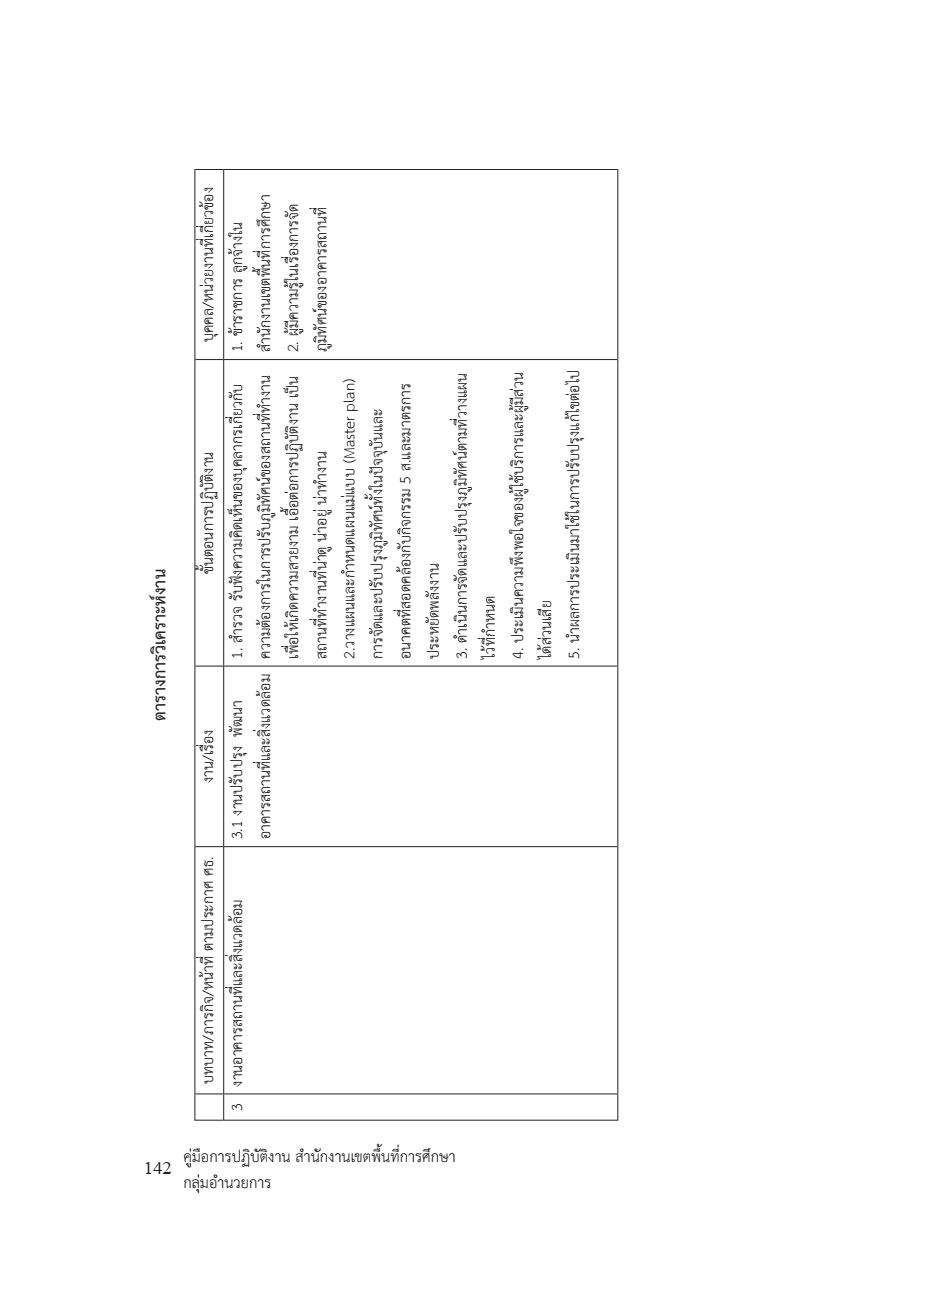 ตารางการวิเคราะห์งาน
บทบาท/ภารกิจ/หน้าที่ ตามประกาศ ศธ.
งาน/เรื่อง
ขั้นตอนการปฏิบัติงาน
บุคคล/หน่วยงานที่เกี่ยวข้อง
3
งานอาคารสถานที่และสิ่งแวดล้อม
3.1 งานปรับปรุง พัฒนา
อาคารสถานที่และสิ่งแวดล้อม
1. สำรวจ รับฟังความคิดเห็นของบุคลากรเกี่ยวกับ
ความต้องการในการปรับภูมิทัศน์ของสถานที่ทำงาน
เพื่อให้เกิดความสวยงาม เอื้อต่อการปฏิบัติงาน เป็น
สถานที่ทำงานที่น่าดู น่าอยู่ น่าทำงาน
2.วางแผนและกำหนดแผนแม่แบบ (Master plan)
การจัดและปรับปรุงภูมิทัศน์ทั้งในปัจจุบันและ
อนาคตที่สอดคล้องกับกิจกรรม 5 ส.และมาตรการ
ประหยัดพลังงาน
3. ดำเนินการจัดและปรับปรุงภูมิทัศน์ตามที่วางแผน
ไว้ที่กำหนด
4. ประเมินความพึงพอใจของผู้ใช้บริการและผู้มีส่วน
ได้ส่วนเสีย
5. นำผลการประเมินมาใช้ในการปรับปรุงแก้ไขต่อไป
1. ข้าราชการ ลูกจ้างใน
สำนักงานเขตพื้นที่การศึกษา
2. ผู้มีความรู้ในเรื่องการจัด
ภูมิทัศน์ของอาคารสถานที่
142 คู่มือการปฏิบัติงาน สำนักงานเขตพื้นที่การศึกษา
กลุ่มอำนวยการ